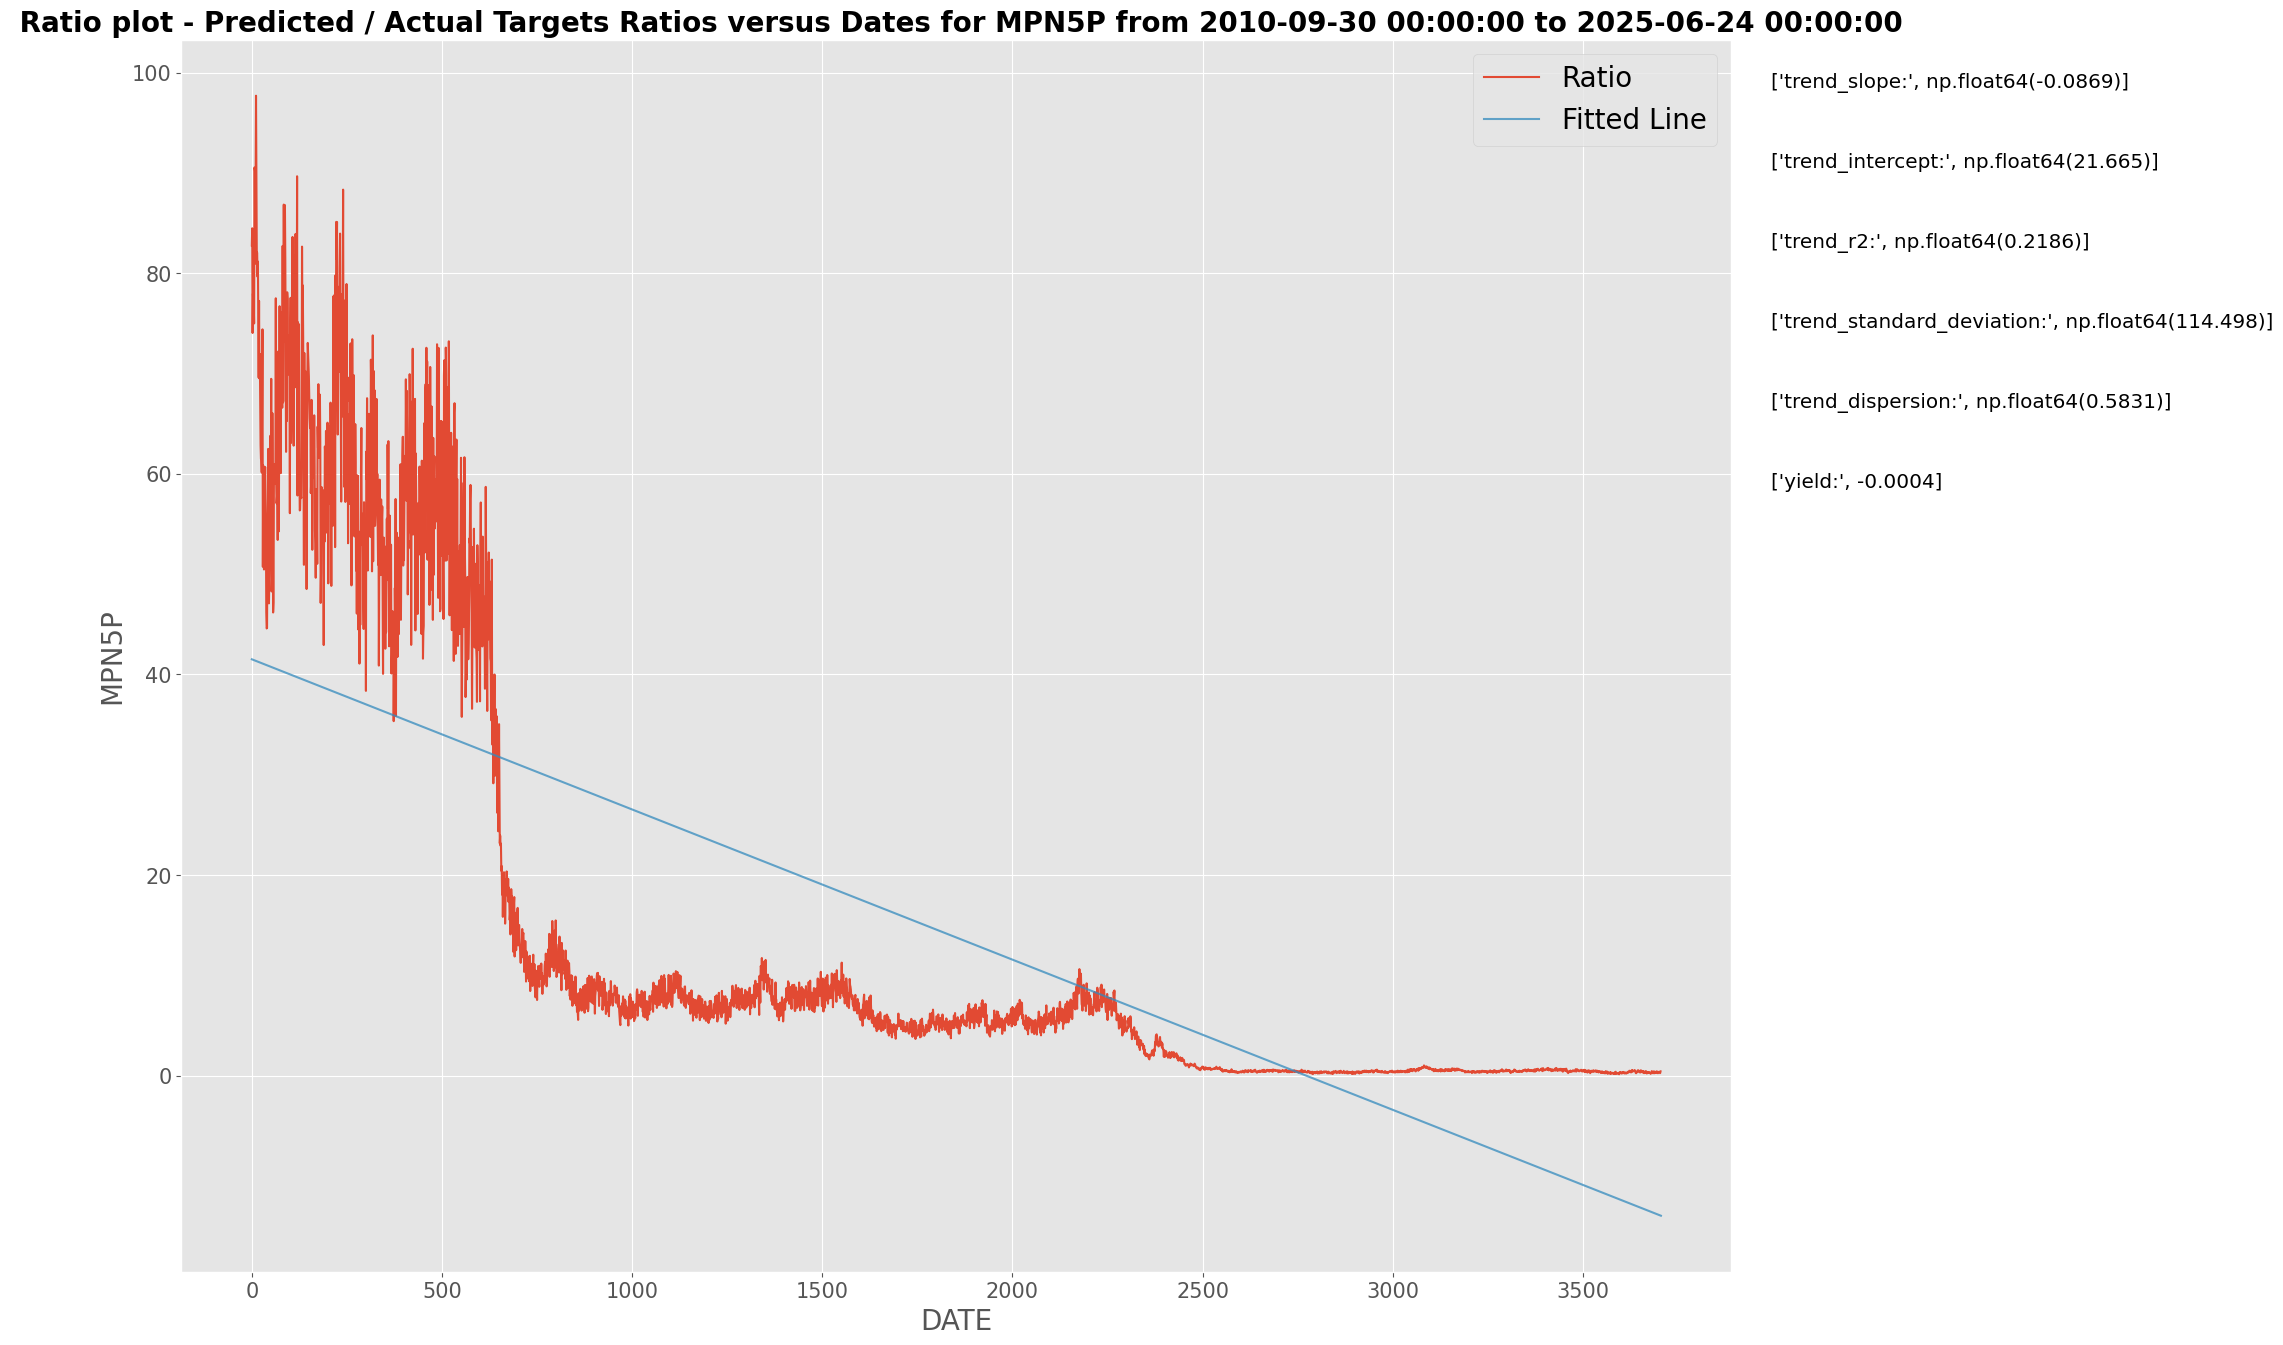 Ratio plot - Predicted / Actual Targets Ratios versus Dates for MPN5P from 2010-09-30 00:00:00 to 2025-06-24 00:00:00
Ratio
Fitted Line
['trend_slope:', np.float64(-0.0869)]
['trend_intercept:', np.float64(21.665)]
['trend_r2:', np.float64(0.2186)]
['trend_standard_deviation:', np.float64(114.498)]
['trend_dispersion:', np.float64(0.5831)]
['yield:', -0.0004]
MPN5P
100
80
60
40
20
0
0 500 1000 1500 2000 2500 3000 3500
DATE